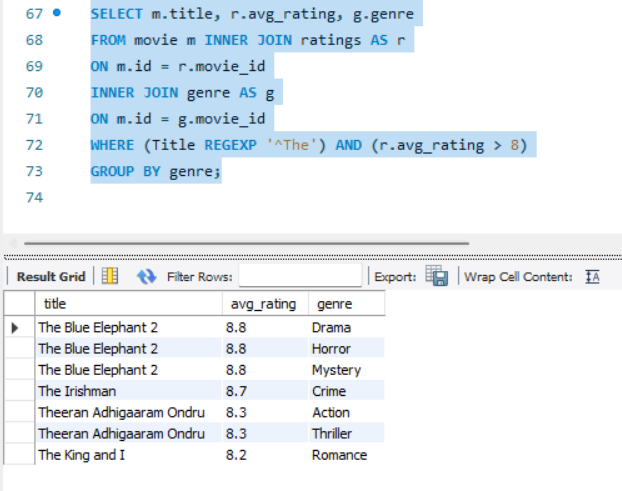 67 SELECT m.title, r.avg_rating, g.genre
68 FROM movie m INNER JOIN ratings AS r
69 ON m.id = r.movie_id
70 INNER JOIN genre AS g
71 ON m.id = g.movie_id
72 WHERE (Title REGEXP '^The') AND (r.avg_rating > 8)
73 GROUP BY genre;
74
Result Grid Filter Rows: Export: Wrap Cell Content:
title avg_rating genre
The Blue Elephant 2 8.8 Drama
The Blue Elephant 2 8.8 Horror
The Blue Elephant 2 8.8 Mystery
The Irishman 8.7 Crime
Theeran Adhigaaram Ondru 8.3 Action
Theeran Adhigaaram Ondru 8.3 Thriller
The King and I 8.2 Romance